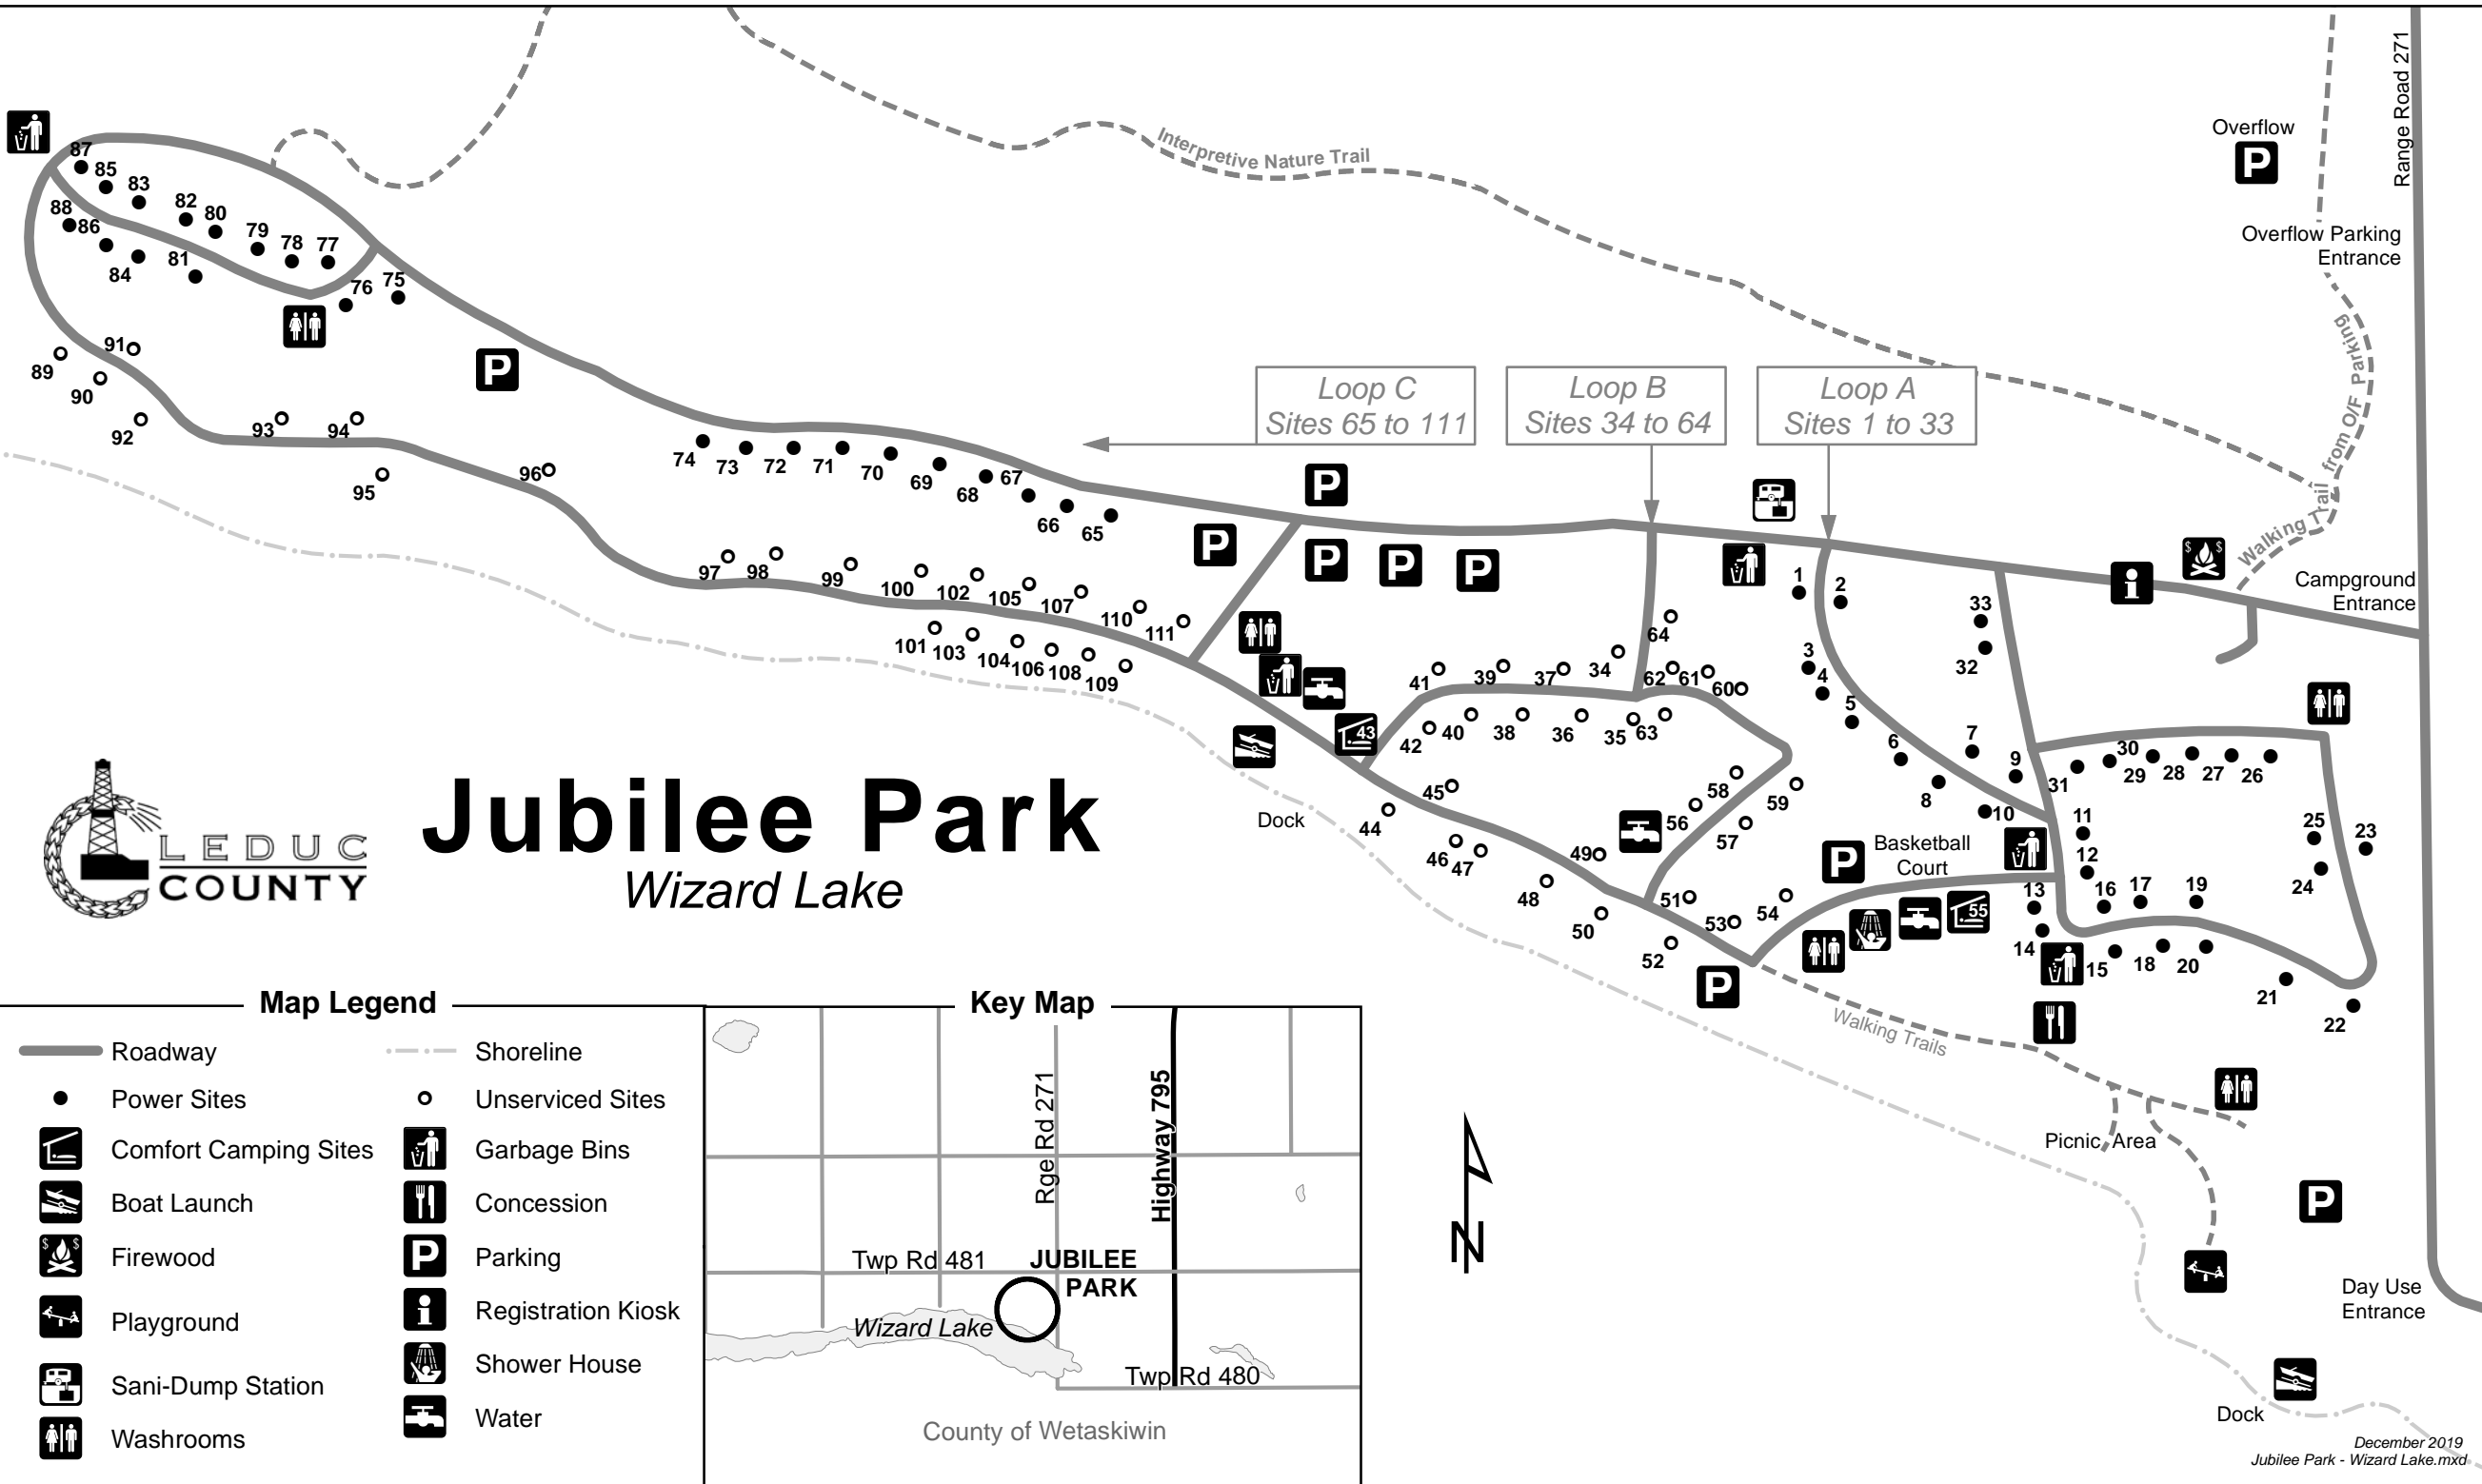 Range Road 271
Overflow
P
Overflow Parking
Entrance
Interpretive Nature Trail
Walking Trail from O/F Parking
87
85
83
82
80
79
78
77
88
86
84
81
76
75
P
91
89
90
92
93
94
95
96
Loop C
Sites 65 to 111
Loop B
Sites 34 to 64
Loop A
Sites 1 to 33
74
73
72
71
70
69
68
67
66
65
P
P
P
P
P
$ $
i
Campground
Entrance
97
98
99
100
102
105
107
110
111
101
103
104
106
108
109
1
2
3
4
5
6
7
8
9
10
33
32
64
34
37
39
41
62
61
60
42
40
38
36
35
63
43
31
30
29
28
27
26
45
44
46
47
48
49
50
51
52
53
54
56
57
58
59
P
Basketball
Court
11
12
13
14
16
17
19
15
18
20
21
22
23
24
25
55
Dock
P
Walking Trails
Picnic Area
P
Day Use
Entrance
Dock
LEDUC
COUNTY
Jubilee Park
Wizard Lake
Map Legend
Roadway
Shoreline
Power Sites
Unserviced Sites
Comfort Camping Sites
Garbage Bins
Boat Launch
Concession
$ $
Firewood
P
Parking
Playground
i
Registration Kiosk
Sani-Dump Station
Shower House
Washrooms
Water
Key Map
Rge Rd 271
Highway 795
Twp Rd 481
JUBILEE
PARK
Wizard Lake
Twp Rd 480
County of Wetaskiwin
N
December 2019
Jubilee Park - Wizard Lake.mxd